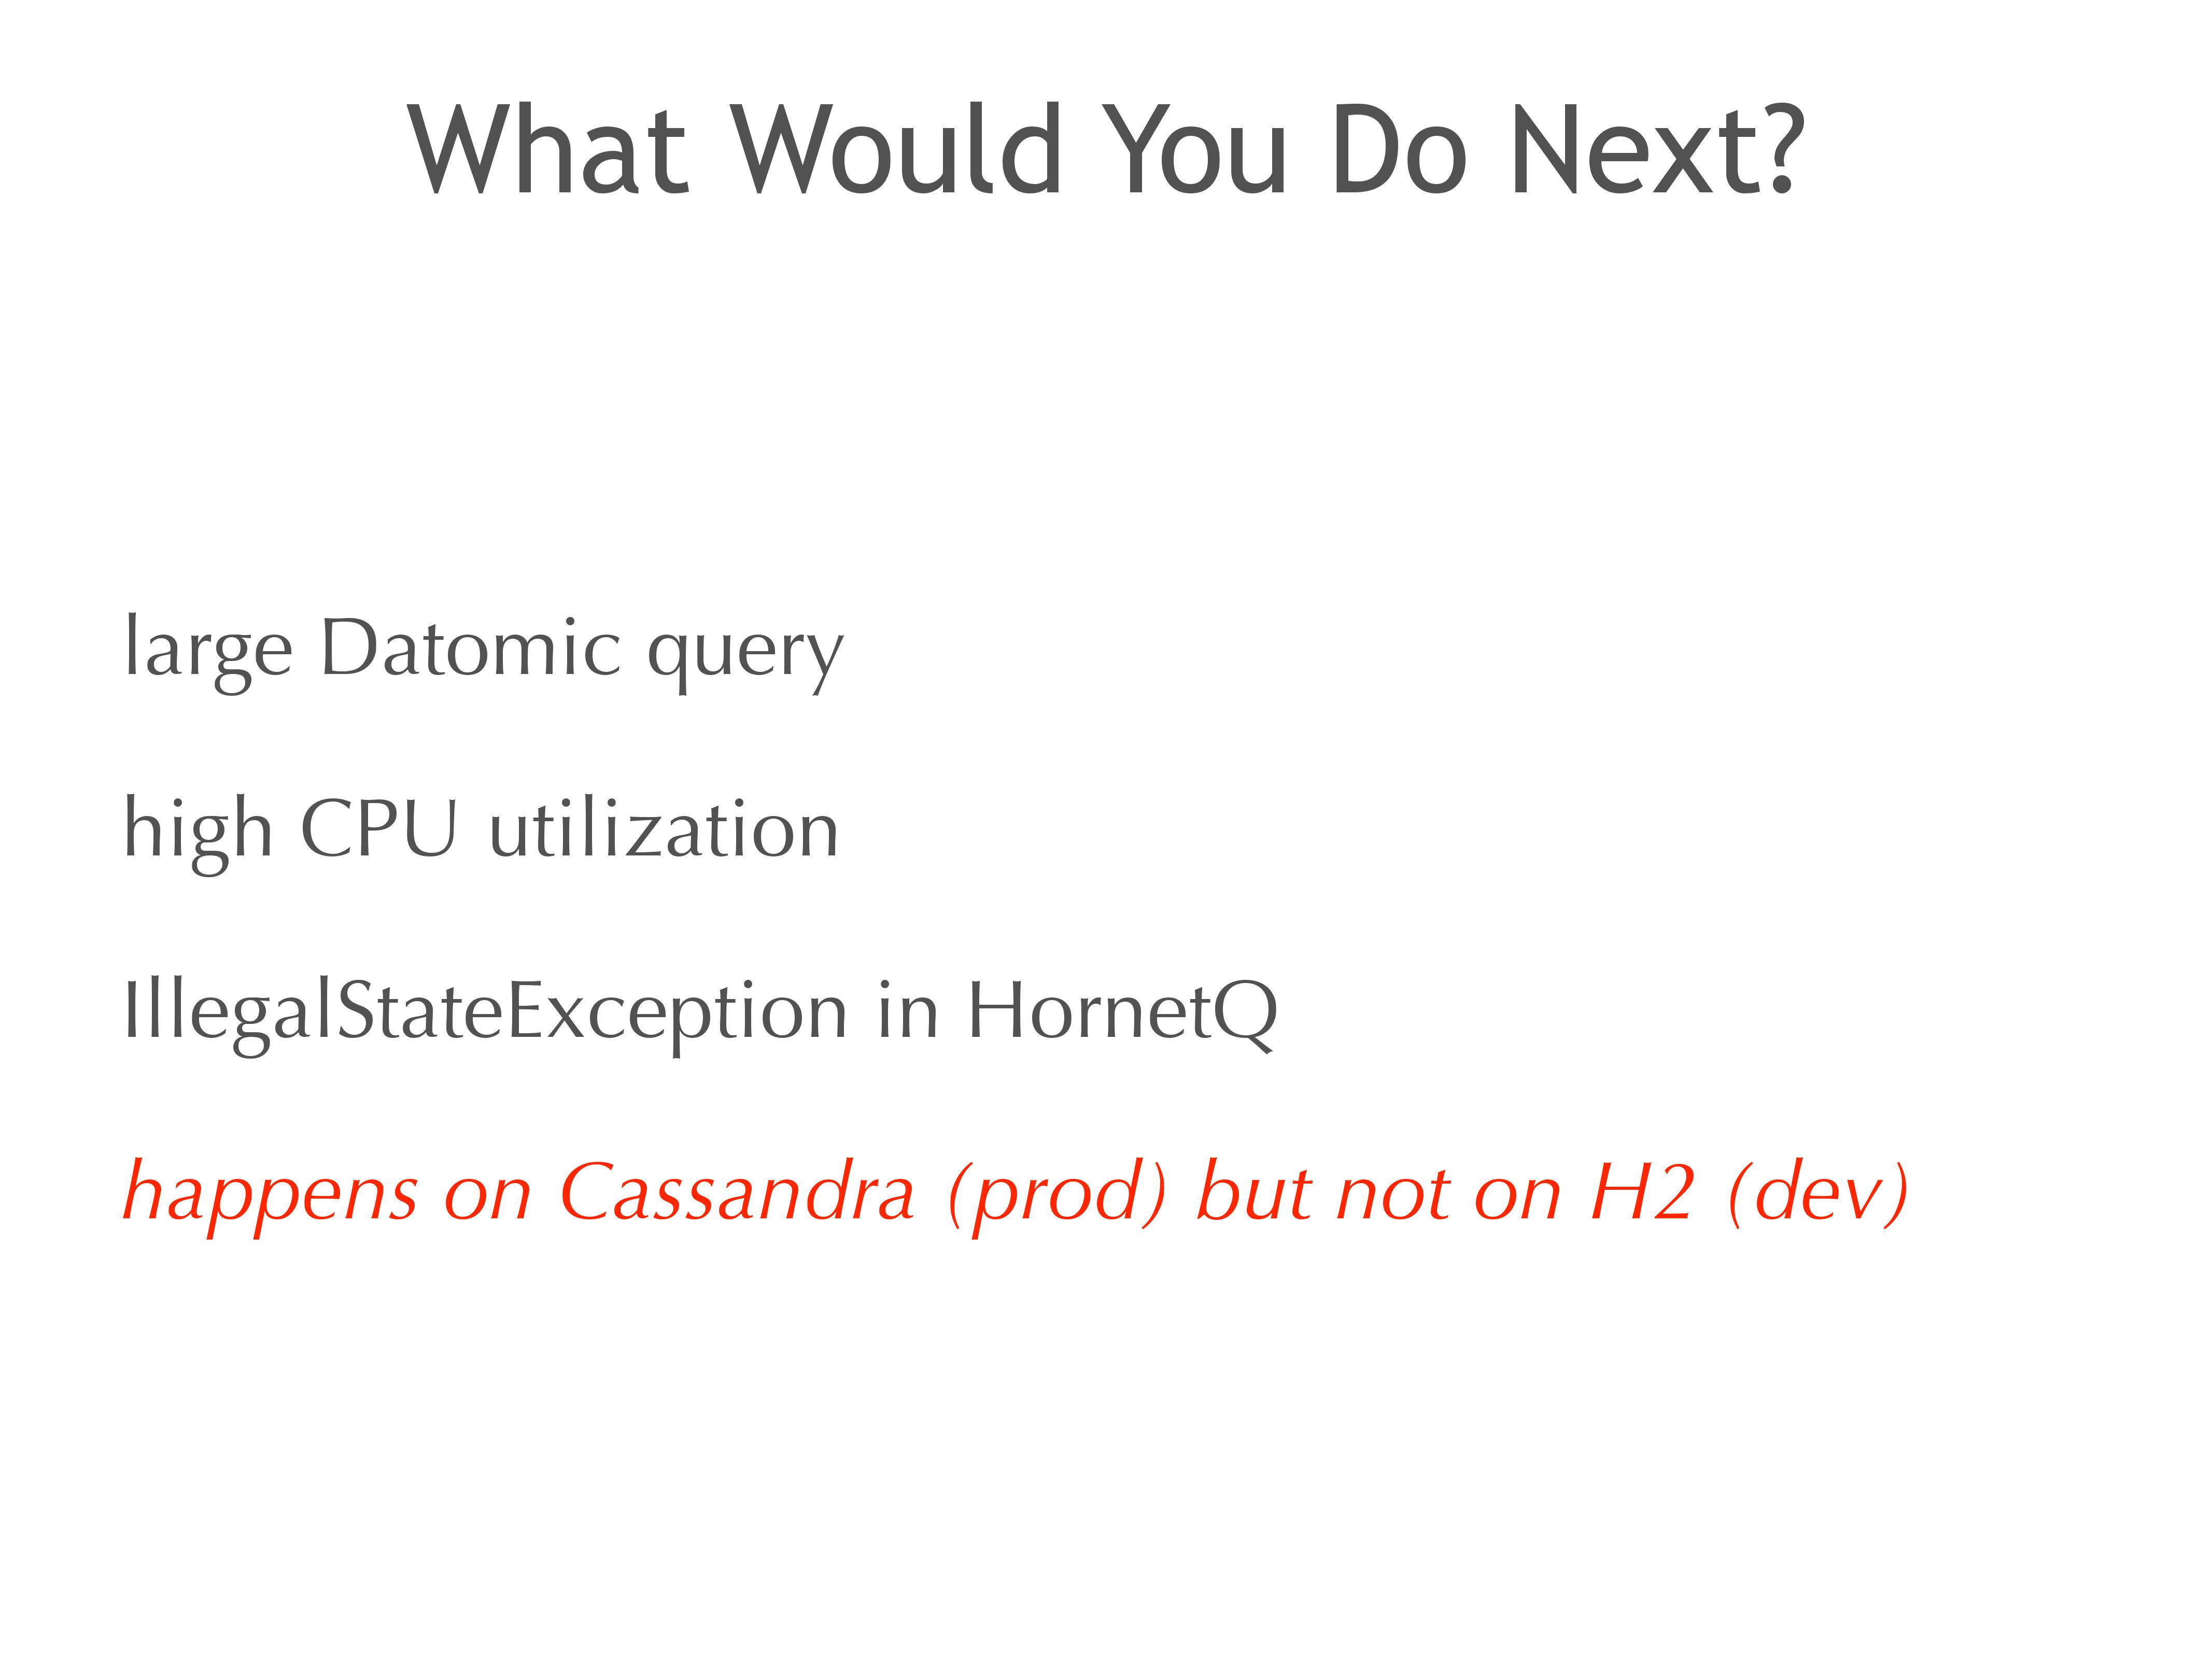 What Would You Do Next?
large Datomic query
high CPU utilization
IllegalStateException in HornetQ
happens on Cassandra (prod) but not on H2 (dev)